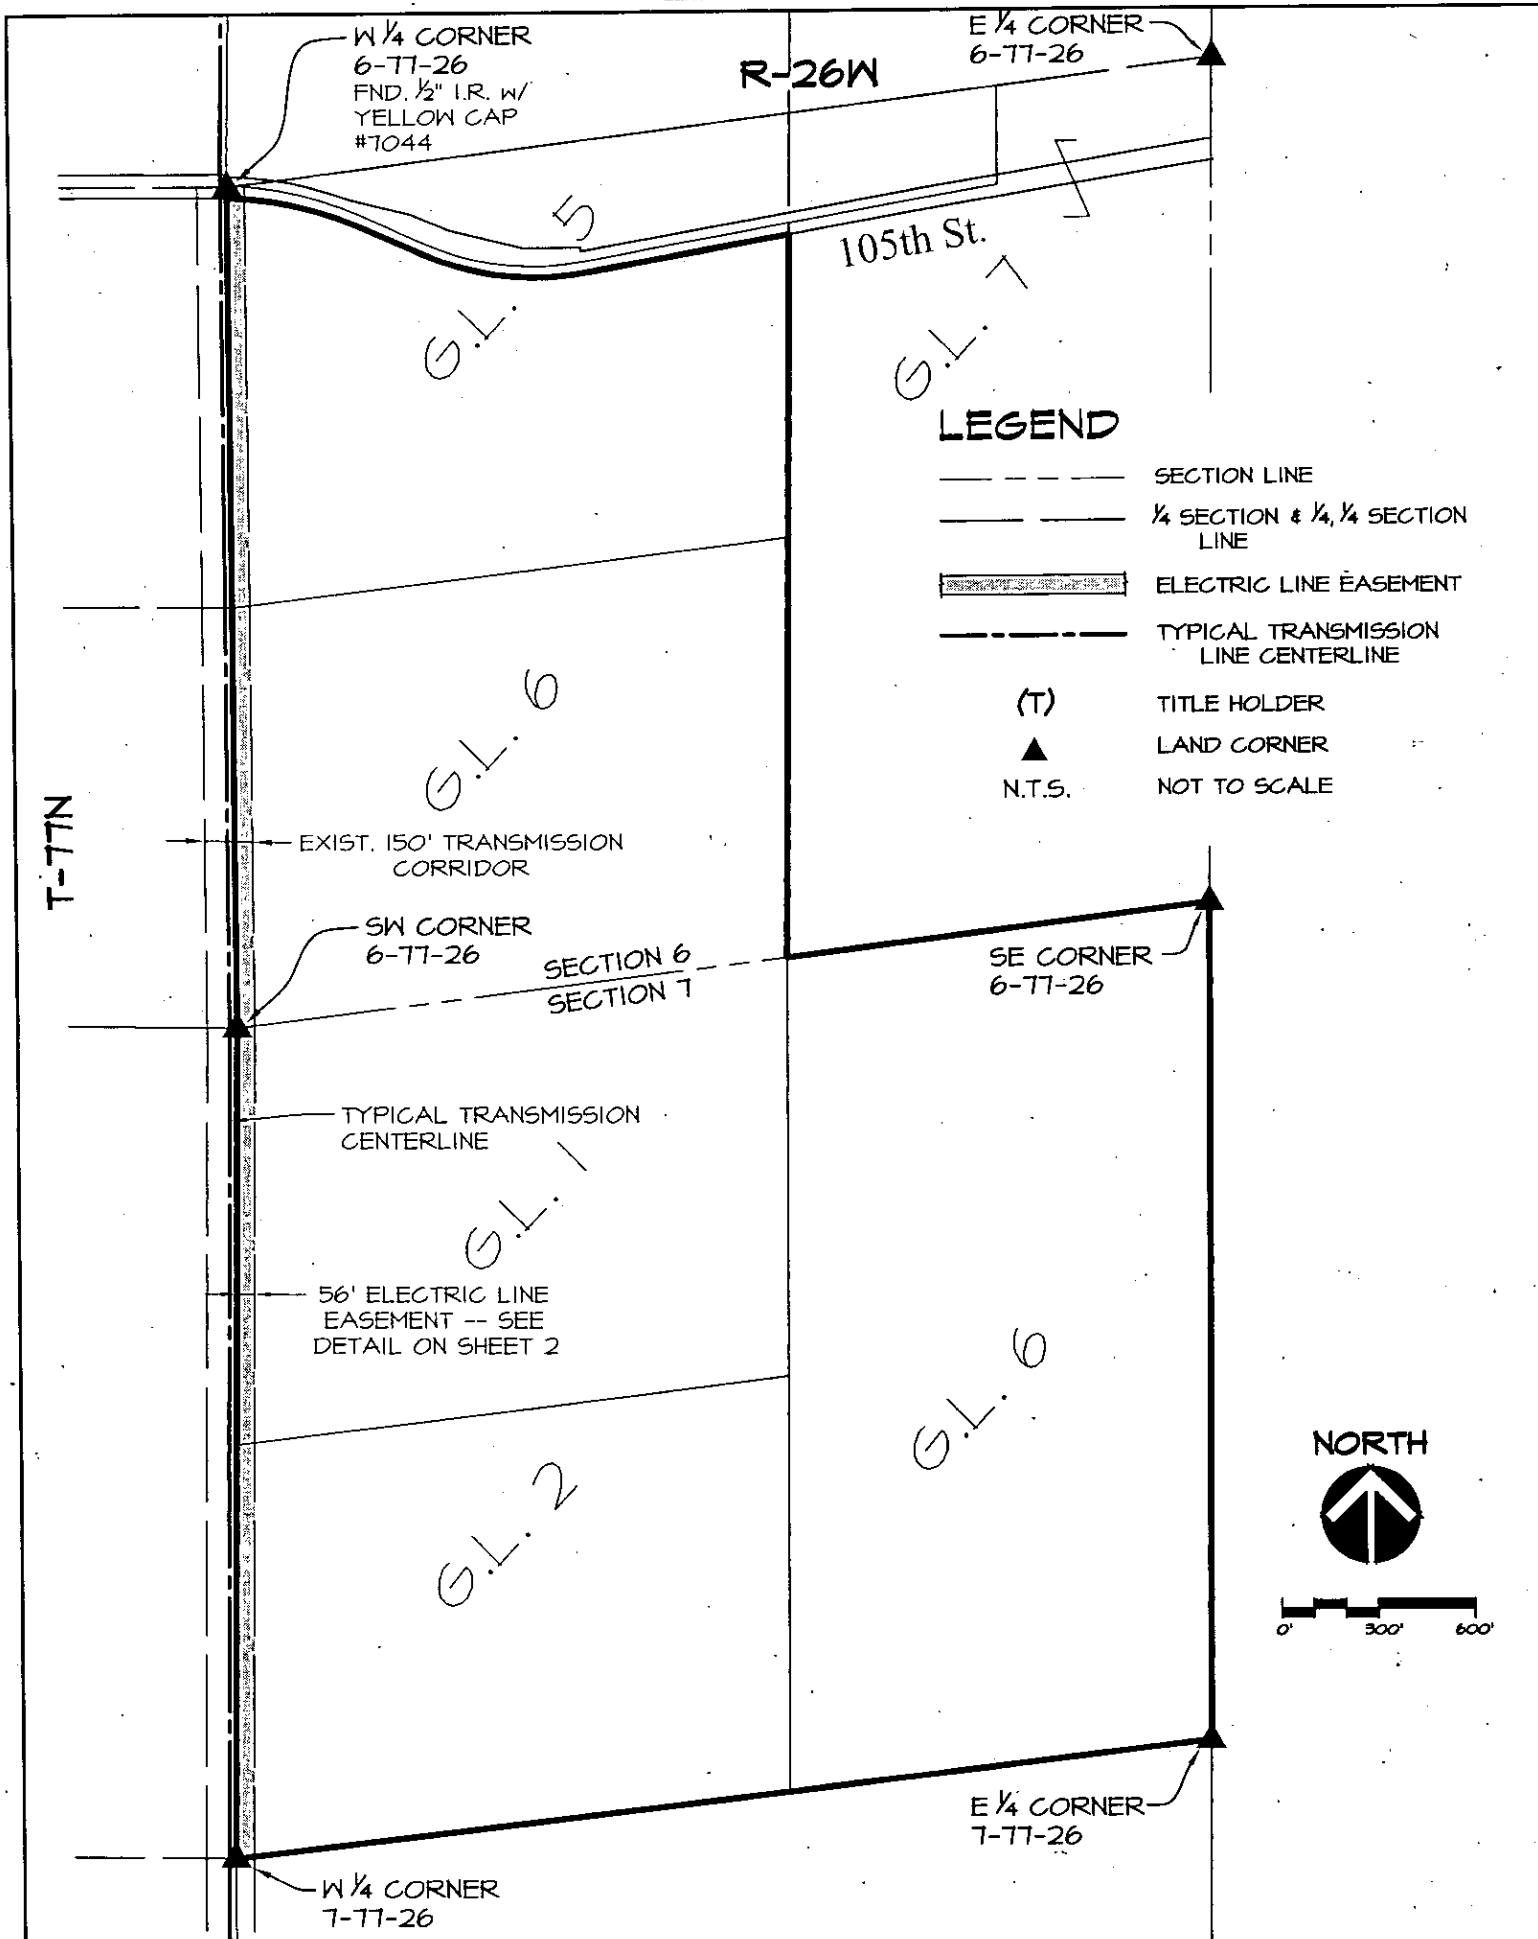 W 1/4 CORNER
6-77-26
FND. 1/2" I.R. W/
YELLOW CAP
#7044
R-26W
E 1/4 CORNER
6-77-26
G.L. 5
105th St.
G.L. 7
LEGEND
SECTION LINE
1/4 SECTION & 1/4, 1/4 SECTION
LINE
ELECTRIC LINE EASEMENT
TYPICAL TRANSMISSION
LINE CENTERLINE
(T) TITLE HOLDER
LAND CORNER
N.T.S. NOT TO SCALE
G.L. 6
T-77N
EXIST. 150' TRANSMISSION
CORRIDOR
SW CORNER
6-77-26
SECTION 6
SECTION 7
SE CORNER
6-77-26
TYPICAL TRANSMISSION
CENTERLINE
G.L. 1
56' ELECTRIC LINE
EASEMENT -- SEE
DETAIL ON SHEET 2
G.L. 6
G.L. 2
NORTH
0' 300' 600'
E 1/4 CORNER
7-77-26
W 1/4 CORNER
7-77-26